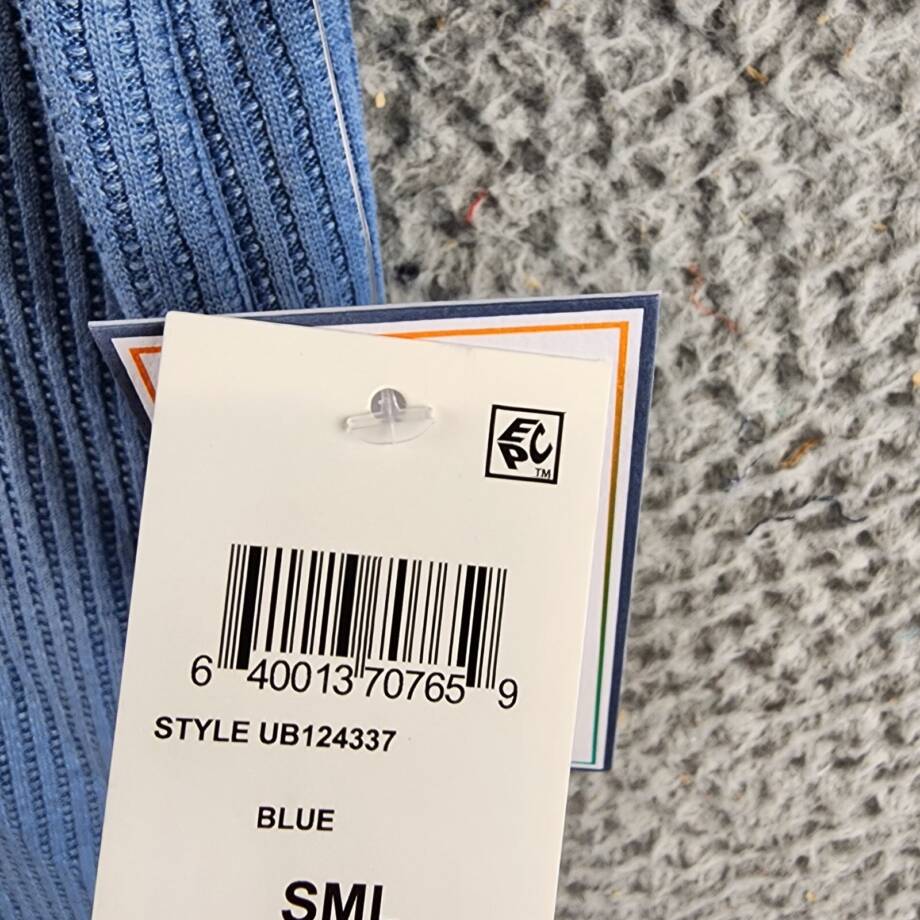 EPC
TM
6 40013 70765 9
STYLE UB124337
BLUE
SML